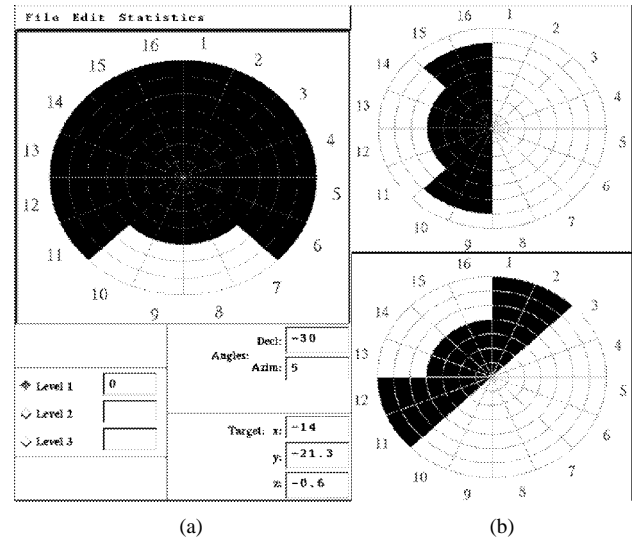 File Edit Statistics
16 1
15 2
14 3
13 4
12 5
11 6
10 7
9 8
Decl: -30
Angles:
Azim: 5
Level 1 0
Level 2
Level 3
Target: x: -14
y: -21.3
z: -0.6
(a)
16 1
15 2
14 3
13 4
12 5
11 6
10 7
9 8
16 1
15 2
14 3
13 4
12 5
11 6
10 7
9 8
(b)